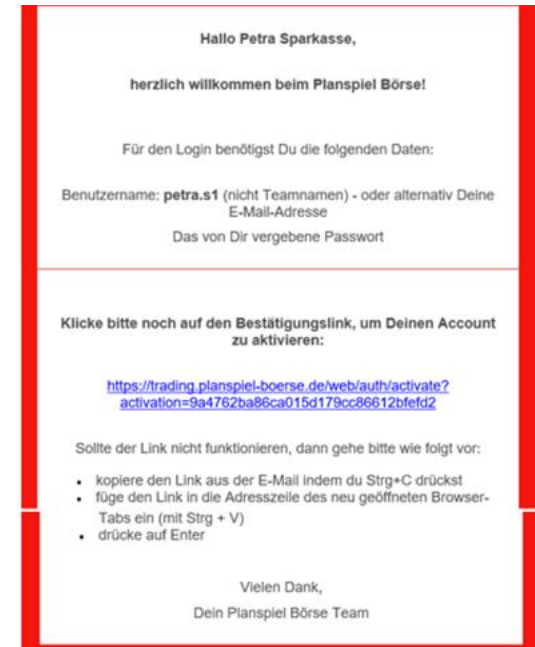 Hallo Petra Sparkasse,
herzlich willkommen beim Planspiel Börse!
Für den Login benötigst Du die folgenden Daten:
Benutzername: petra.s1 (nicht Teamnamen) - oder alternativ Deine
E-Mail-Adresse
Das von Dir vergebene Passwort
Klicke bitte noch auf den Bestätigungslink, um Deinen Account
zu aktivieren:
https://trading.planspiel-boerse.de/web/auth/activate?
activation=9a4762ba86ca015d179cc86612bfefd2
Sollte der Link nicht funktionieren, dann gehe bitte wie folgt vor:
• kopiere den Link aus der E-Mail indem du Strg+C drückst
• füge den Link in die Adresszeile des neu geöffneten Browser-
Tabs ein (mit Strg + V)
• drücke auf Enter
Vielen Dank,
Dein Planspiel Börse Team